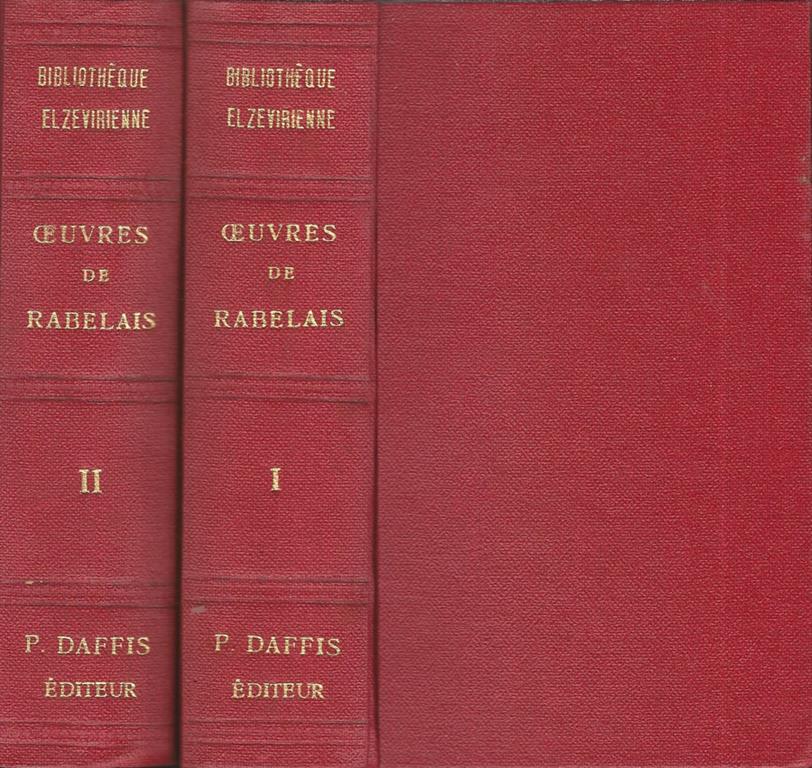 BIBLIOTHÈQUE
ELZEVIRIENNE
ŒUVRES
DE
RABELAIS
II
P. DAFFIS
ÉDITEUR
BIBLIOTHÈQUE
ELZEVIRIENNE
ŒUVRES
DE
RABELAIS
I
P. DAFFIS
ÉDITEUR